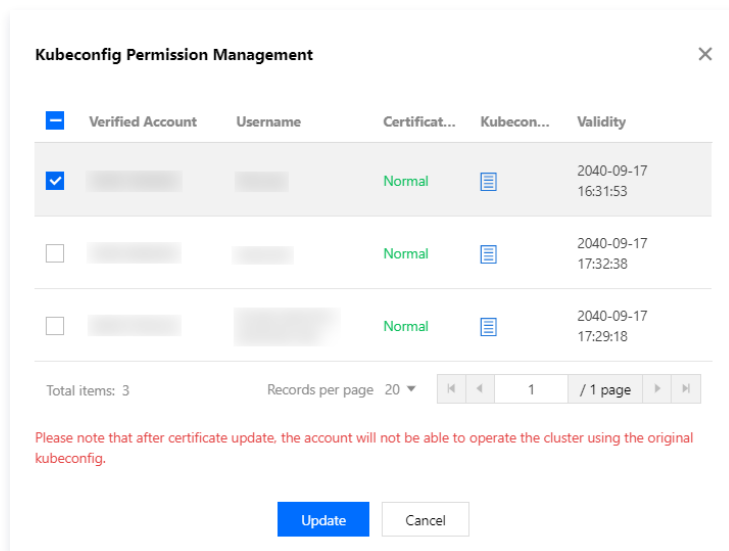 Kubeconfig Permission Management
Verified Account Username Certificat... Kubecon... Validity
Normal 2040-09-17
16:31:53
Normal 2040-09-17
17:32:38
Normal 2040-09-17
17:29:18
Total items: 3 Records per page 20 1 / 1 page
Please note that after certificate update, the account will not be able to operate the cluster using the original
kubeconfig.
Update Cancel